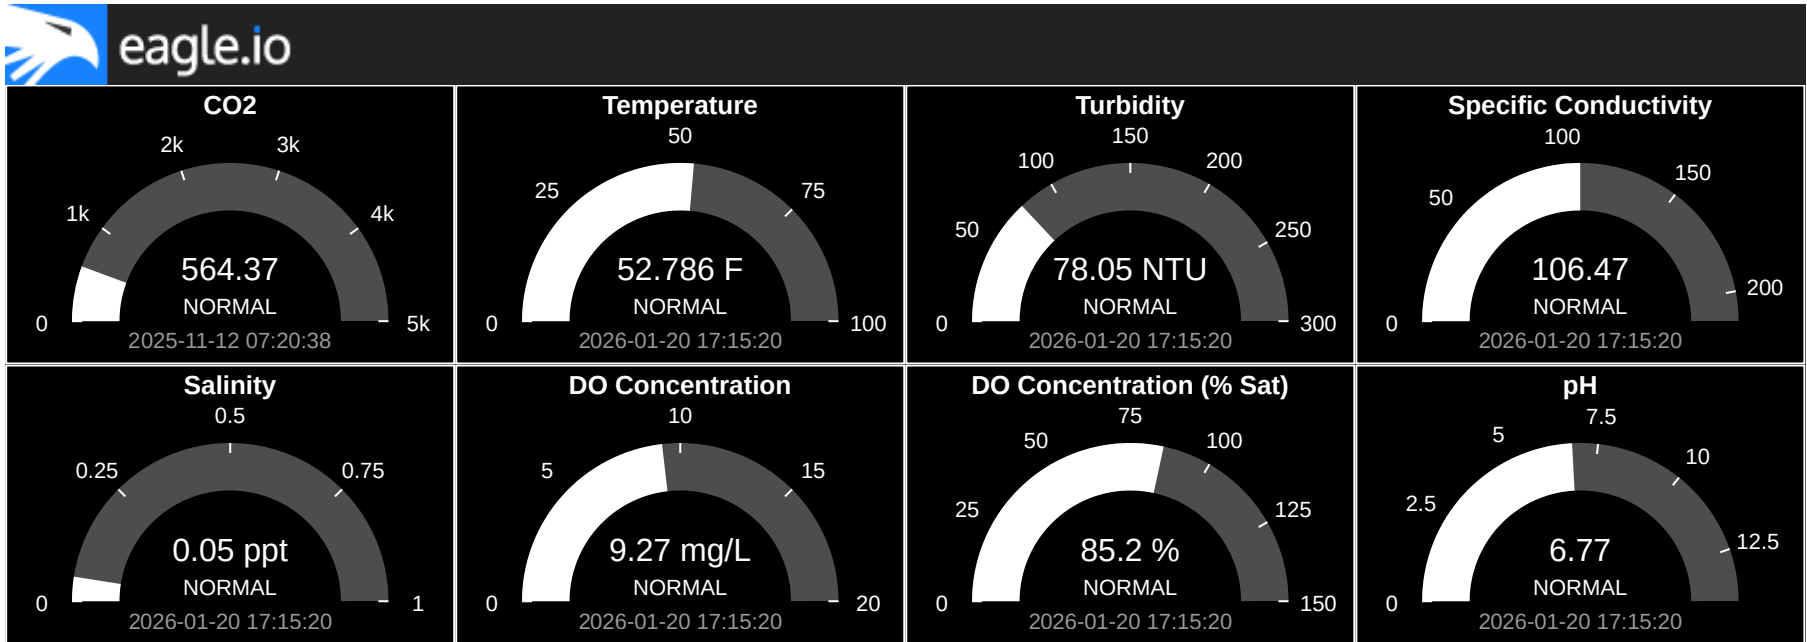 eagle.io
CO2
0
1k
2k
3k
4k
5k
564.37
NORMAL
2025-11-12 07:20:38
Temperature
0
25
50
75
100
52.786 F
NORMAL
2026-01-20 17:15:20
Turbidity
0
50
100
150
200
250
300
78.05 NTU
NORMAL
2026-01-20 17:15:20
Specific Conductivity
0
50
100
150
200
106.47
NORMAL
2026-01-20 17:15:20
Salinity
0
0.25
0.5
0.75
1
0.05 ppt
NORMAL
2026-01-20 17:15:20
DO Concentration
0
5
10
15
20
9.27 mg/L
NORMAL
2026-01-20 17:15:20
DO Concentration (% Sat)
0
25
50
75
100
125
150
85.2 %
NORMAL
2026-01-20 17:15:20
pH
0
2.5
5
7.5
10
12.5
6.77
NORMAL
2026-01-20 17:15:20